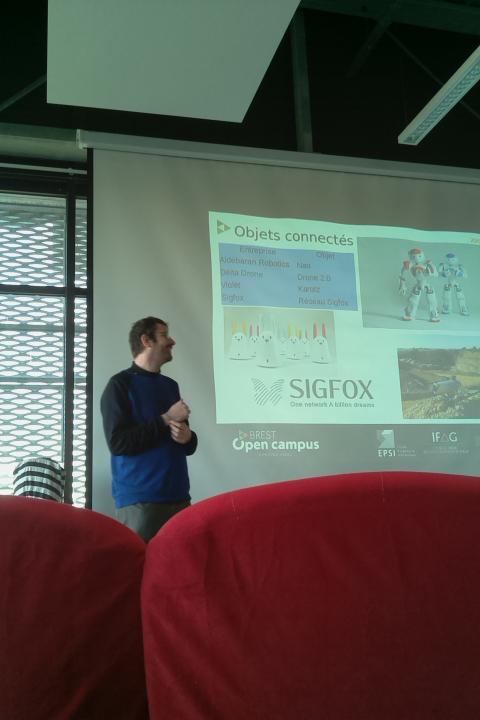 Objets connectés
Entreprise Objet
Aldebaran Robotics Nao
Delta Drone Drone 2.0
Violet Karotz
Sigfox Réseau Sigfox
SIGFOX
One network A billion dreams
BREST
Open campus
EPSI
IFAG